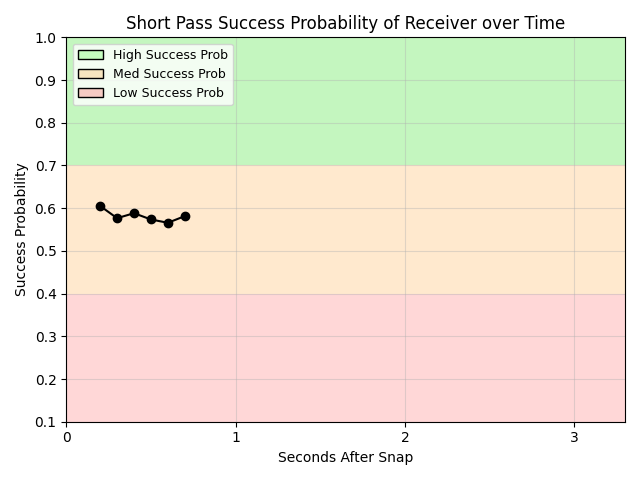 Short Pass Success Probability of Receiver over Time
High Success Prob
Med Success Prob
Low Success Prob
Success Probability
1.0
0.9
0.8
0.7
0.6
0.5
0.4
0.3
0.2
0.1
0 1 2 3
Seconds After Snap